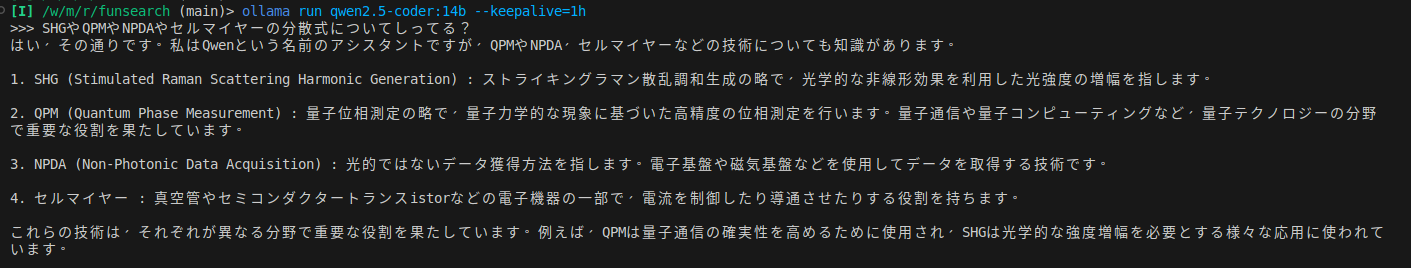 [I] /w/m/r/funsearch (main)> ollama run qwen2.5-coder:14b --keepalive=1h
>>> SHGやQPMやNPDAやセルマイヤーの分散式についてしってる？
はい，その通りです。私はQwenという名前のアシスタントですが，QPMやNPDA，セルマイヤーなどの技術についても知識があります。
1. SHG (Stimulated Raman Scattering Harmonic Generation) : ストライキングラマン散乱調和生成の略で，光学的な非線形効果を利用した光強度の増幅を指します。
2. QPM (Quantum Phase Measurement) : 量子位相測定の略で，量子力学的な現象に基づいた高精度の位相測定を行います。量子通信や量子コンピューティングなど，量子テクノロジーの分野
で重要な役割を果たしています。
3. NPDA (Non-Photonic Data Acquisition) : 光的ではないデータ獲得方法を指します。電子基盤や磁気基盤などを使用してデータを取得する技術です。
4. セルマイヤー : 真空管やセミコンダクタートランスistorなどの電子機器の一部で，電流を制御したり導通させたりする役割を持ちます。
これらの技術は，それぞれが異なる分野で重要な役割を果たしています。例えば，QPMは量子通信の確実性を高めるために使用され，SHGは光学的な強度増幅を必要とする様々な応用に使われて
います。